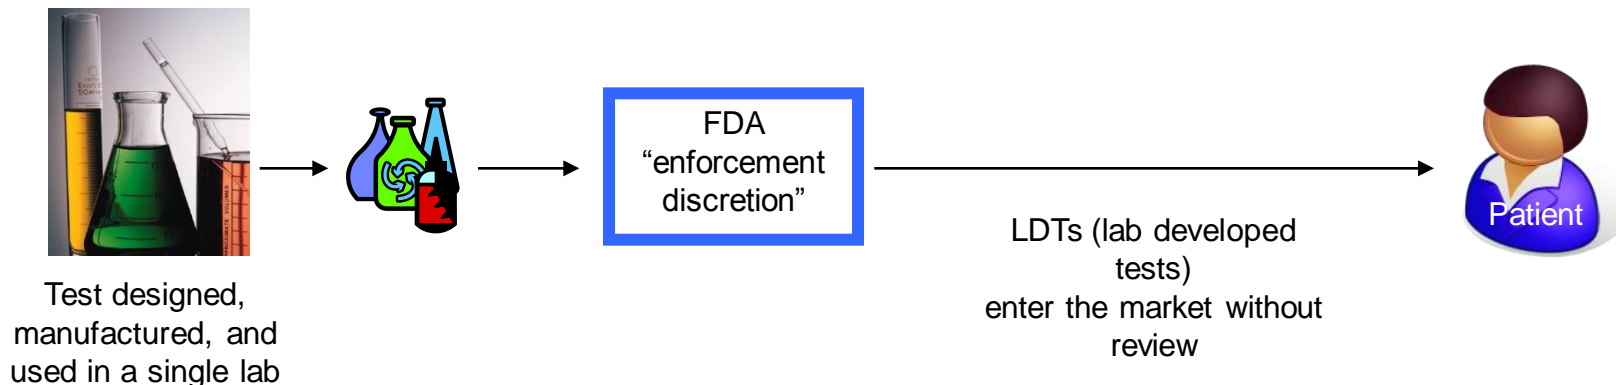 Test designed,
manufactured, and
used in a single lab
FDA
“enforcement
discretion”
LDTs (lab developed
tests)
enter the market without
review
Patient